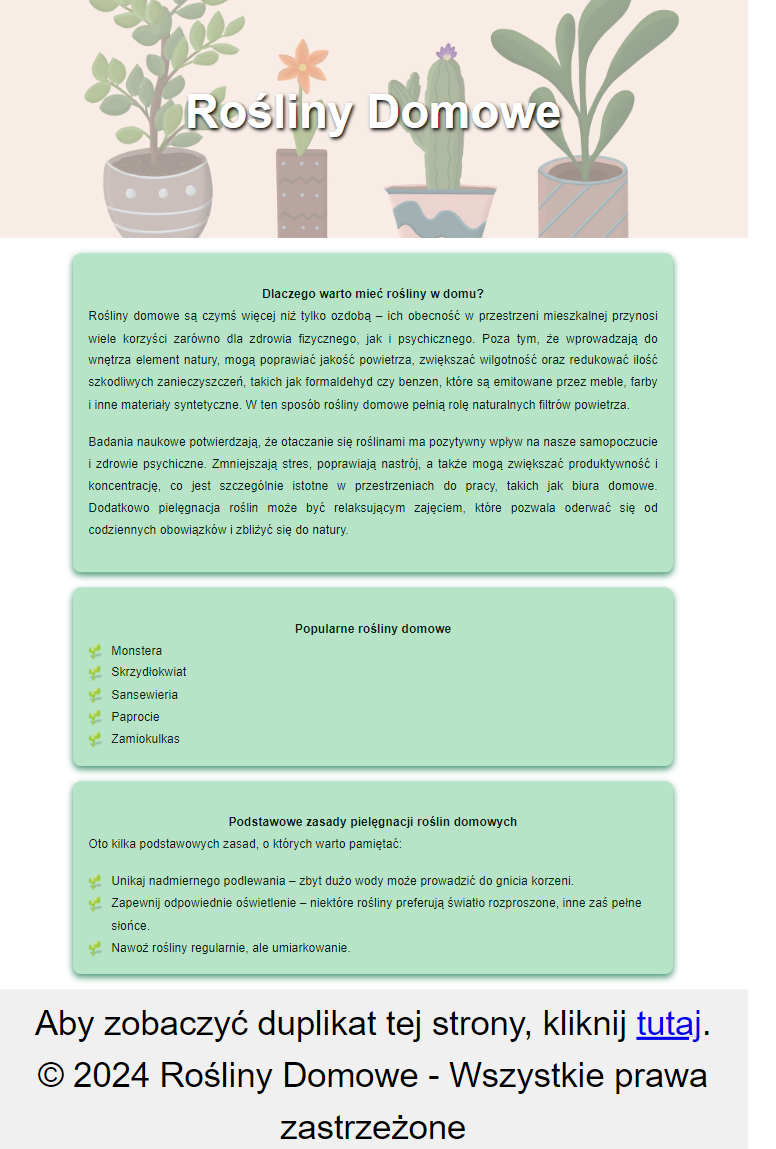 Rośliny Domowe
Dlaczego warto mieć rośliny w domu?
Rośliny domowe są czymś więcej niż tylko ozdobą – ich obecność w przestrzeni mieszkalnej przynosi
wiele korzyści zarówno dla zdrowia fizycznego, jak i psychicznego. Poza tym, że wprowadzają do
wnętrza element natury, mogą poprawiać jakość powietrza, zwiększać wilgotność oraz redukować ilość
szkodliwych zanieczyszczeń, takich jak formaldehyd czy benzen, które są emitowane przez meble, farby
i inne materiały syntetyczne. W ten sposób rośliny domowe pełnią rolę naturalnych filtrów powietrza.
Badania naukowe potwierdzają, że otaczanie się roślinami ma pozytywny wpływ na nasze samopoczucie
i zdrowie psychiczne. Zmniejszają stres, poprawiają nastrój, a także mogą zwiększać produktywność i
koncentrację, co jest szczególnie istotne w przestrzeniach do pracy, takich jak biura domowe.
Dodatkowo pielęgnacja roślin może być relaksującym zajęciem, które pozwala oderwać się od
codziennych obowiązków i zbliżyć się do natury.
Popularne rośliny domowe
Monstera
Skrzydłokwiat
Sansewieria
Paprocie
Zamiokulkas
Podstawowe zasady pielęgnacji roślin domowych
Oto kilka podstawowych zasad, o których warto pamiętać:
Unikaj nadmiernego podlewania – zbyt dużo wody może prowadzić do gnicia korzeni.
Zapewnij odpowiednie oświetlenie – niektóre rośliny preferują światło rozproszone, inne zaś pełne
słońce.
Nawoź rośliny regularnie, ale umiarkowanie.
Aby zobaczyć duplikat tej strony, kliknij tutaj.
© 2024 Rośliny Domowe - Wszystkie prawa
zastrzeżone